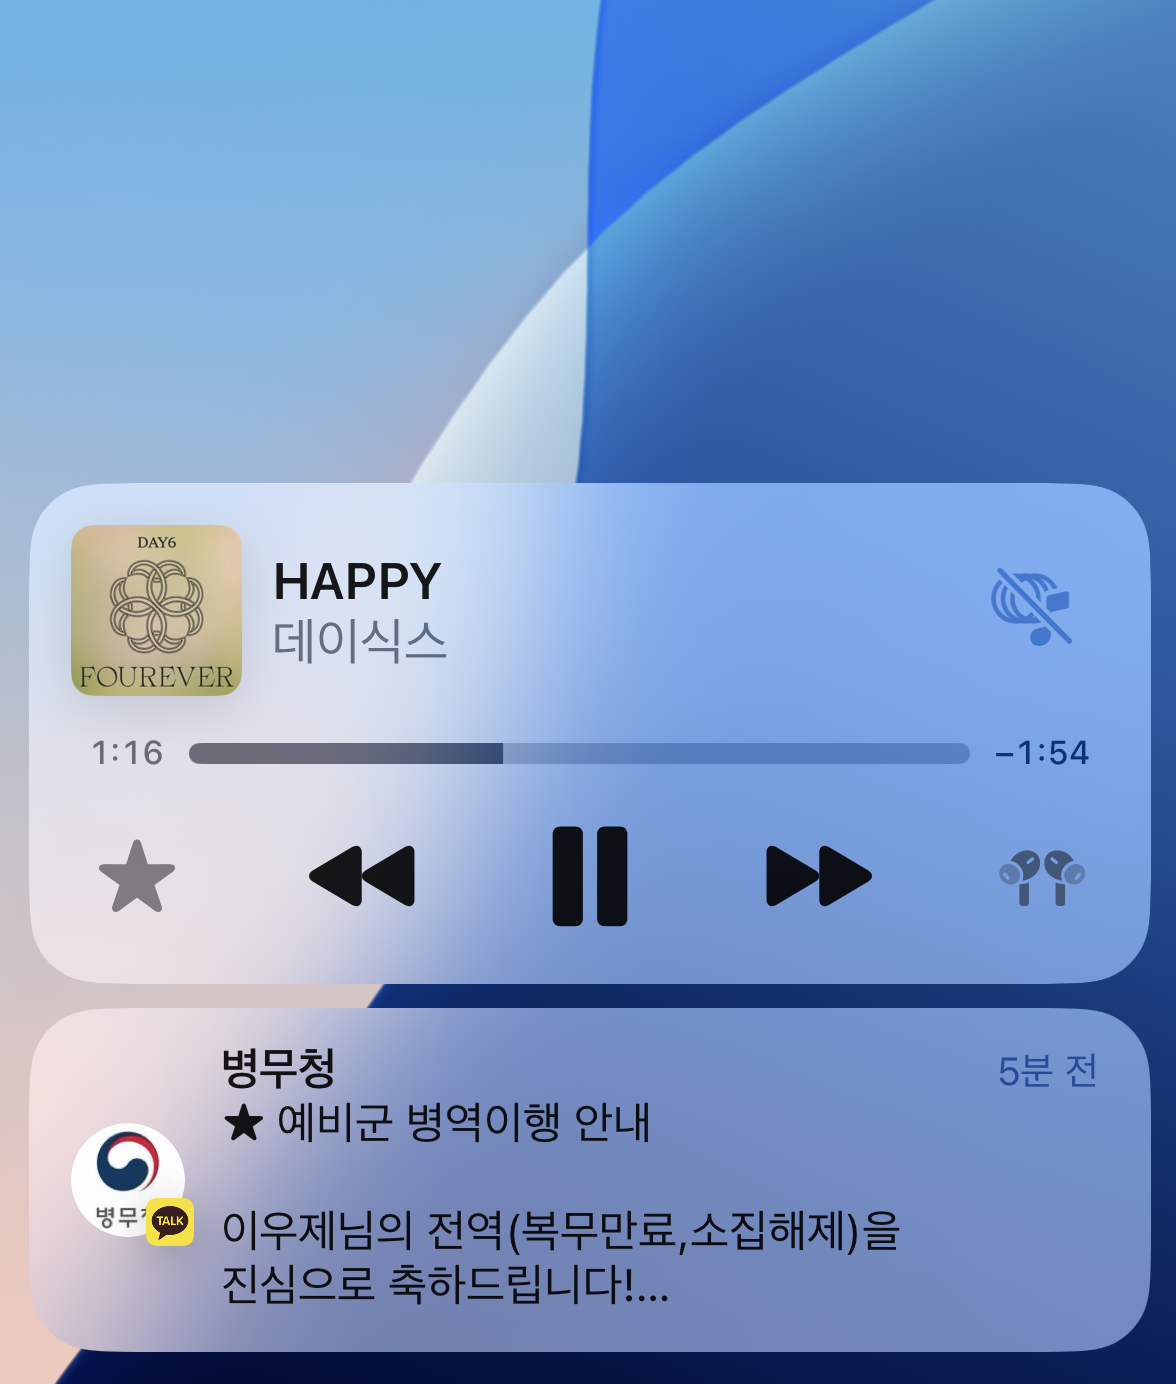 DAY6
FOUREVER
HAPPY
데이식스
1:16
−1:54
병무청
5분 전
★ 예비군 병역이행 안내
병무
TALK
이우제님의 전역(복무만료,소집해제)을
진심으로 축하드립니다!...